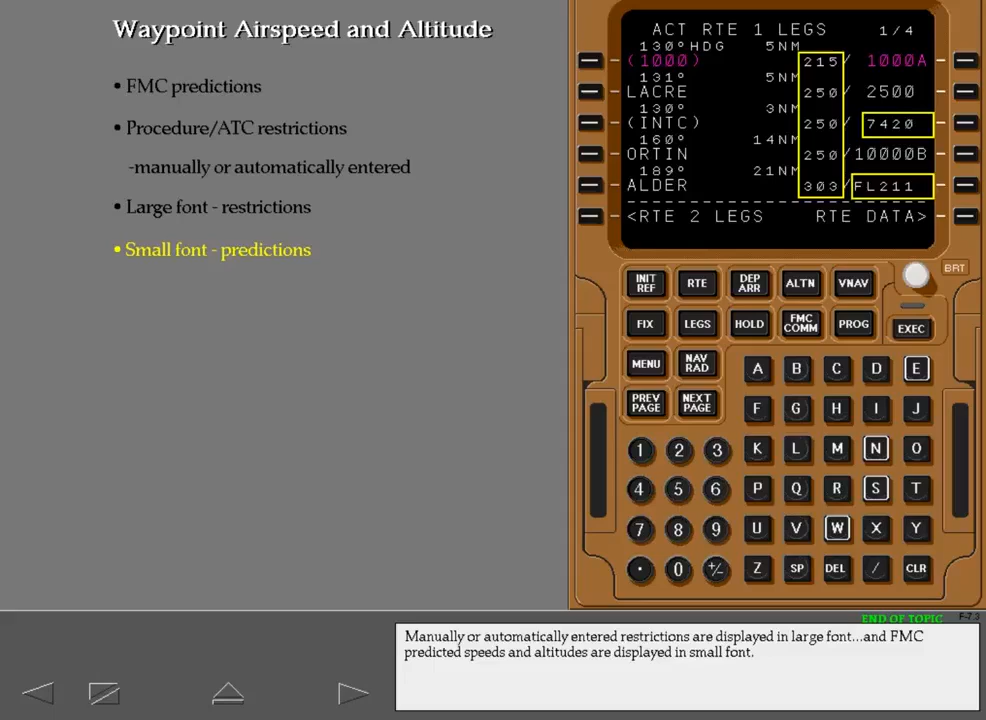 Waypoint Airspeed and Altitude
• FMC predictions
• Procedure/ATC restrictions
-manually or automatically entered
• Large font - restrictions
• Small font - predictions
ACT RTE 1 LEGS 1/4
130°HDG 5NM
(1000) 215/ 1000A
131° 5NM
LACRE 250/ 2500
130° 3NM
(INTC) 250/ 7420
160° 14NM
ORTIN 250/10000B
189° 21NM
ALDER 303/FL211
<RTE 2 LEGS RTE DATA>
BRT
INIT REF RTE DEP ARR ALTN VNAV
FIX LEGS HOLD FMC COMM PROG EXEC
MENU NAV RAD
PREV PAGE NEXT PAGE
A B C D E
F G H I J
1 2 3 K L M N O
4 5 6 P Q R S T
7 8 9 U V W X Y
. 0 +/- Z SP DEL / CLR
END OF TOPIC F-7.3
Manually or automatically entered restrictions are displayed in large font...and FMC
predicted speeds and altitudes are displayed in small font.